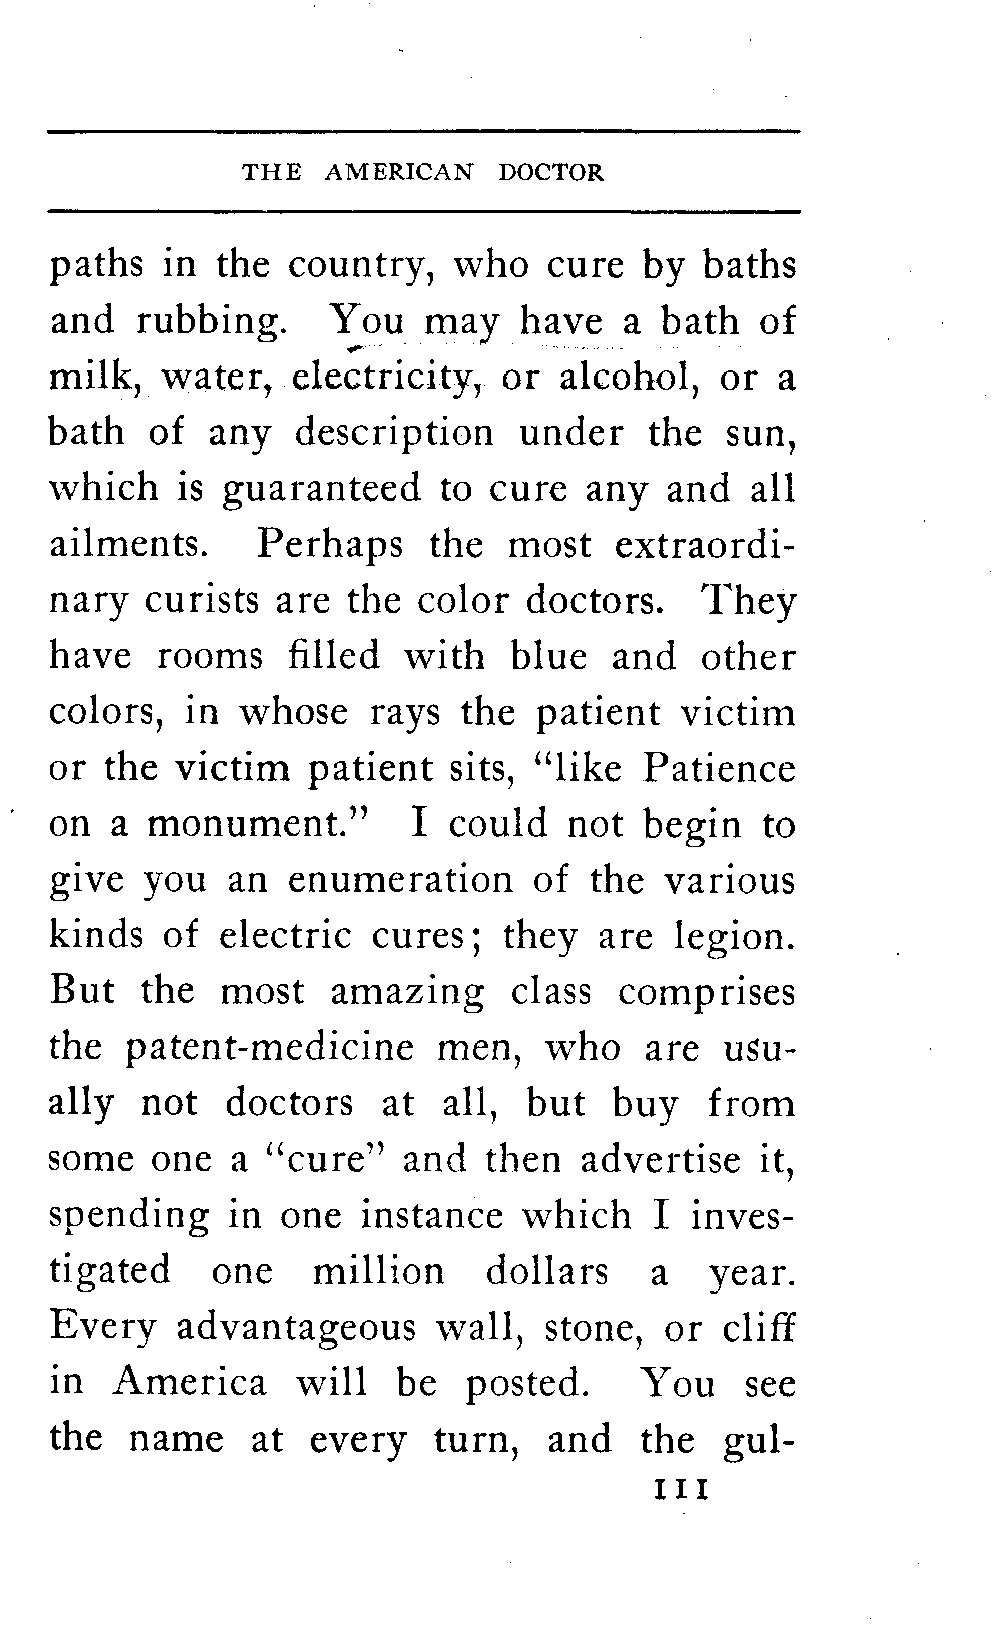 THE AMERICAN DOCTOR
paths in the country, who cure by baths
and rubbing. You may have a bath of
milk, water, electricity, or alcohol, or a
bath of any description under the sun,
which is guaranteed to cure any and all
ailments. Perhaps the most extraordi-
nary curists are the color doctors. They
have rooms filled with blue and other
colors, in whose rays the patient victim
or the victim patient sits, "like Patience
on a monument." I could not begin to
give you an enumeration of the various
kinds of electric cures; they are legion.
But the most amazing class comprises
the patent-medicine men, who are usu-
ally not doctors at all, but buy from
some one a "cure" and then advertise it,
spending in one instance which I inves-
tigated one million dollars a year.
Every advantageous wall, stone, or cliff
in America will be posted. You see
the name at every turn, and the gul-
111